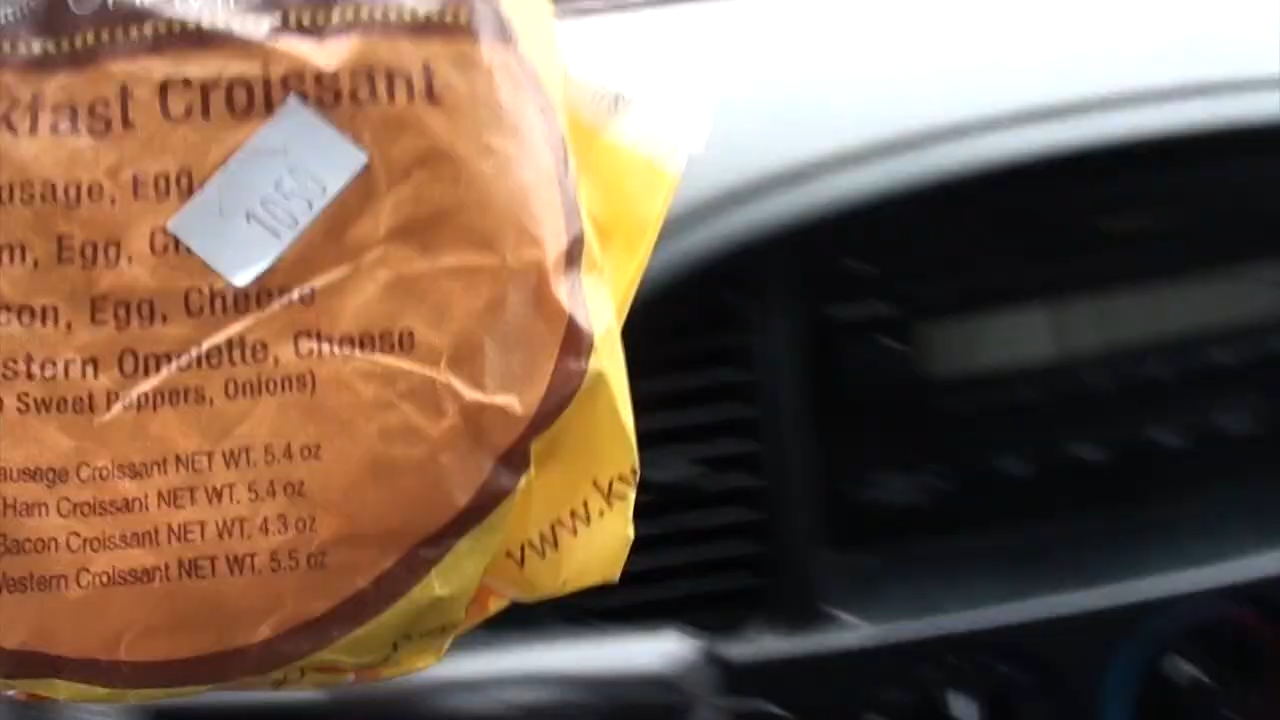 kfast Croissant
usage, Egg
1050
m, Egg, Ch
con, Egg, Cheese
stern Omelette, Cheese
Sweet Peppers, Onions)
ausage Croissant NET WT. 5.4 oz
Ham Croissant NET WT. 5.4 oz
Bacon Croissant NET WT. 4.3 oz
Western Croissant NET WT. 5.5 oz
www.kw